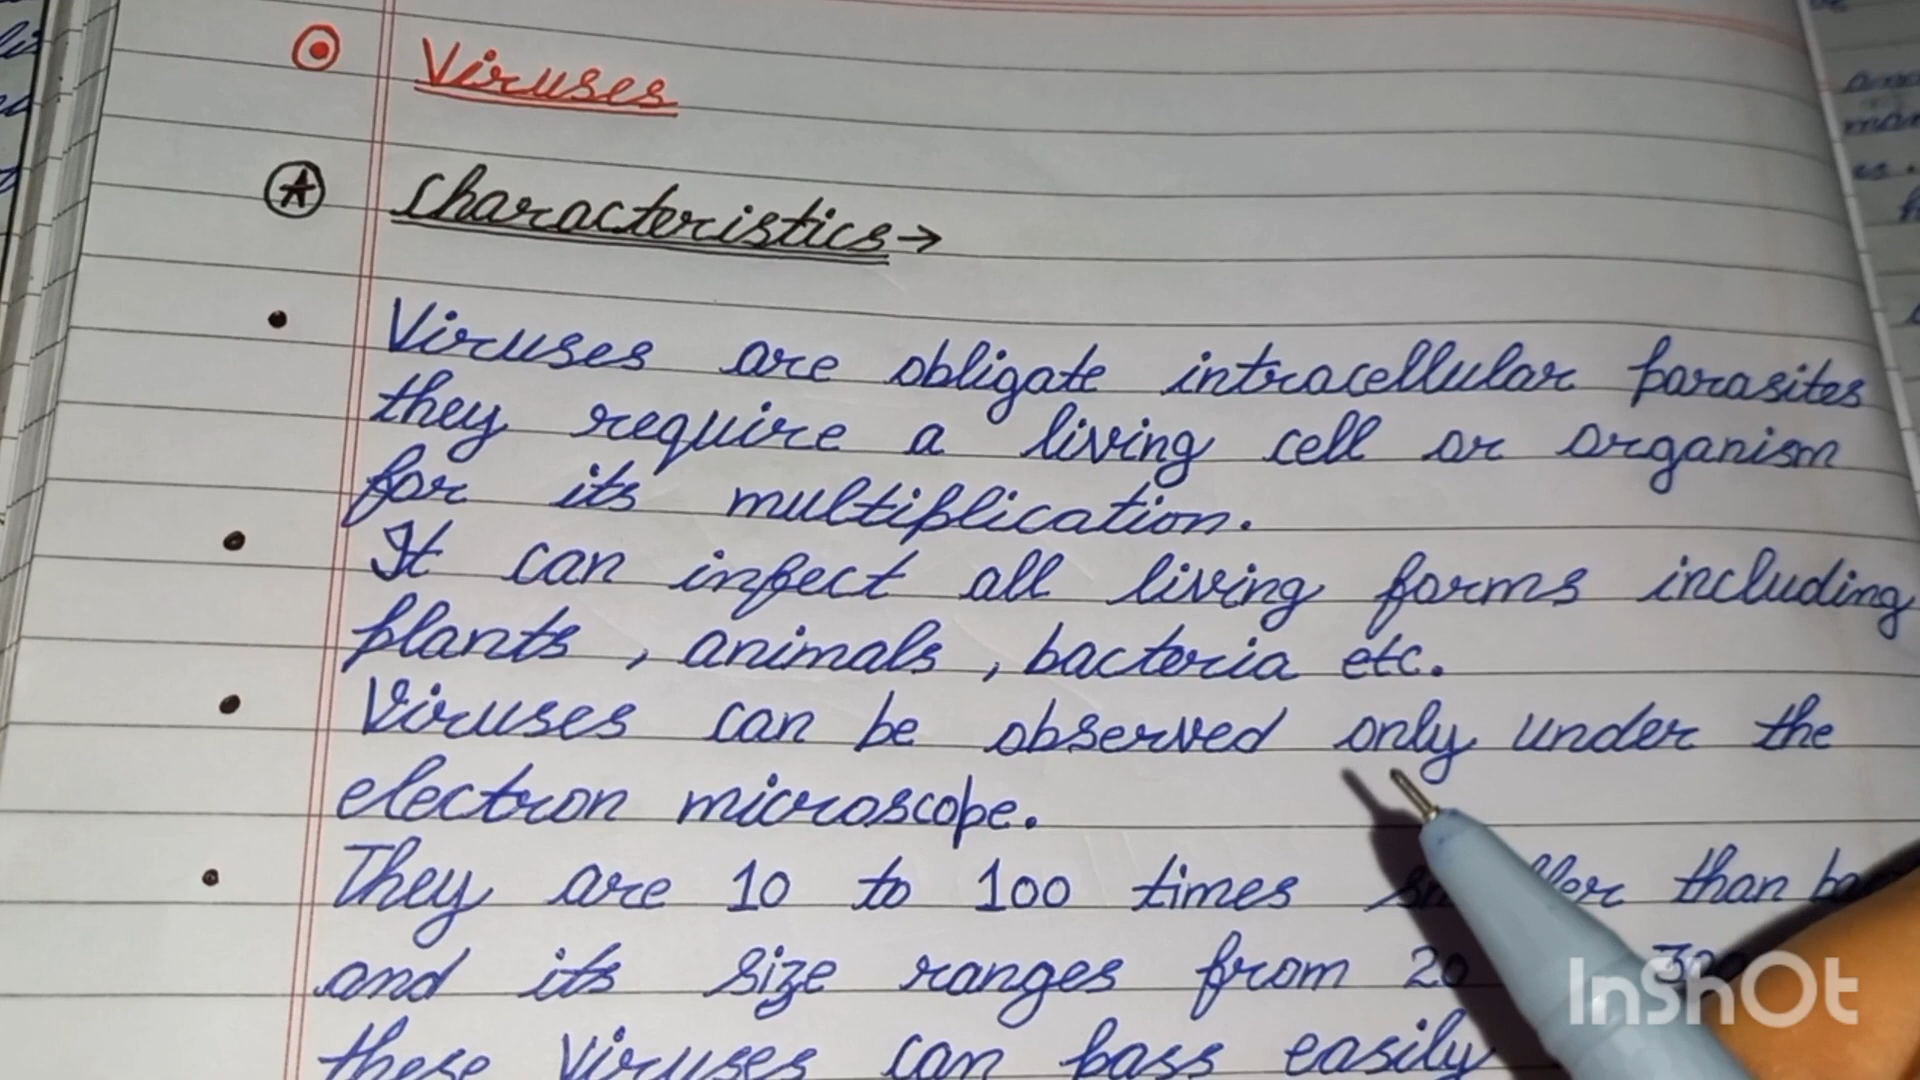 Viruses
Characteristics →
Viruses are obligate intracellular parasites
they require a living cell or organism
for its multiplication.
It can infect all living forms including
plants, animals, bacteria etc.
Viruses can be observed only under the
electron microscope.
They are 10 to 100 times than
and its size ranges from 20
these viruses can pass easily
InShOt